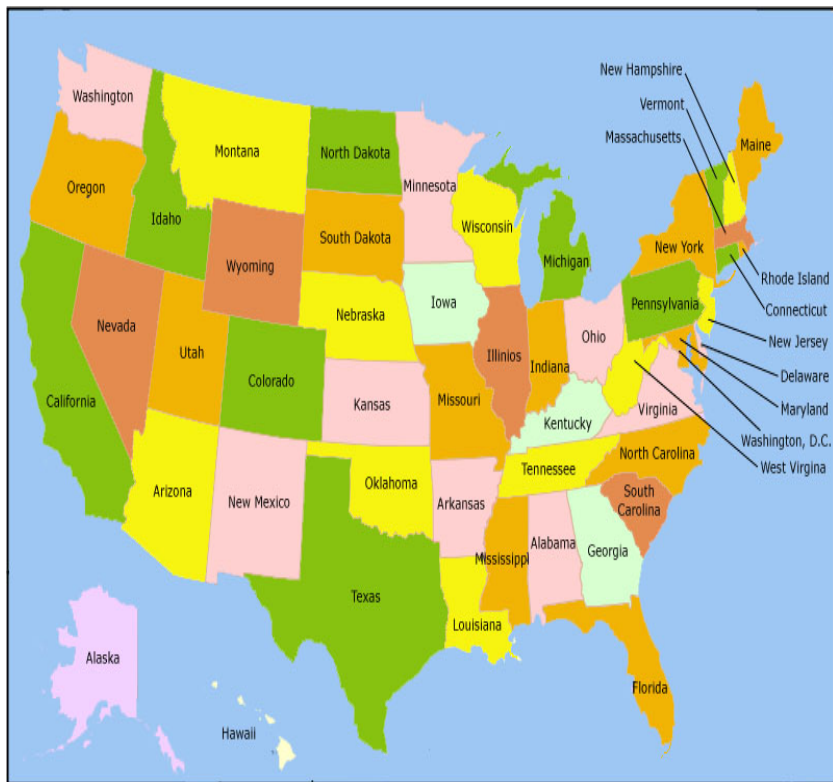 New Hampshire
Vermont
Massachusetts
Washington
Montana
North Dakota
Minnesota
Maine
Oregon
Idaho
Wisconsin
South Dakota
New York
Wyoming
Michigan
Rhode Island
Iowa
Pennsylvania
Connecticut
Nebraska
Nevada
Ohio
New Jersey
Utah
Illinios
Indiana
Delaware
Colorado
California
Kansas
Missouri
Maryland
Virginia
Kentucky
Washington, D.C.
North Carolina
West Virgina
Tennessee
Oklahoma
Arizona
New Mexico
Arkansas
South
Carolina
Alabama
Georgia
Mississippi
Texas
Louisiana
Alaska
Florida
Hawaii